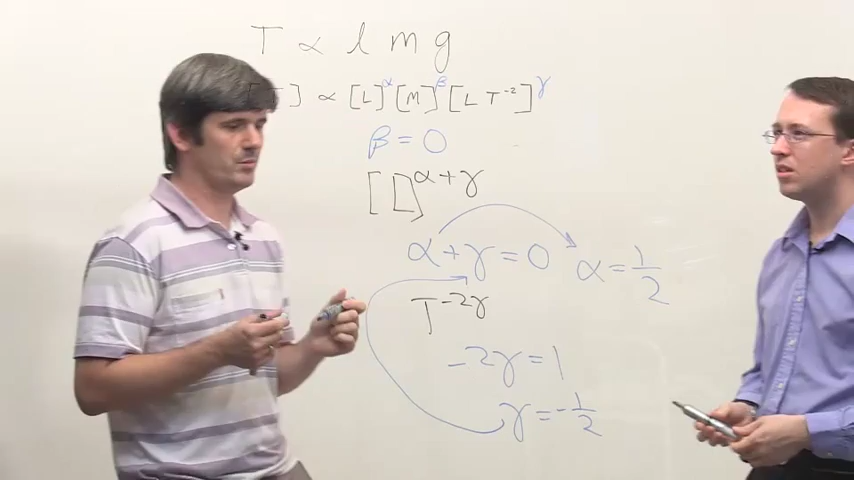 T ∝ l m g
T] ∝ [L]^α [M]^β [L T^-2]^γ
β = 0
[L]^α+γ
α+γ=0 α=1/2
T^-2γ
-2γ=1
γ=-1/2